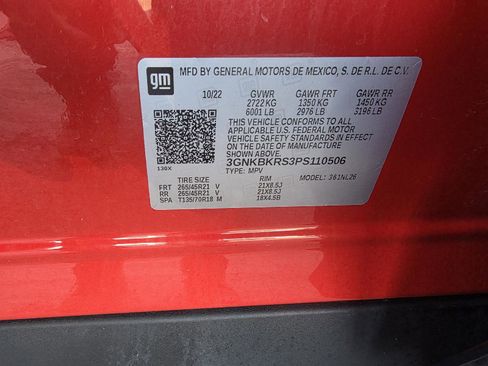 gm
MFD BY GENERAL MOTORS DE MEXICO, S. DE R.L. DE C.V.
10/22 GVWR GAWR FRT GAWR RR
2722 KG 1350 KG 1450 KG
6001 LB 2976 LB 3196 LB
THIS VEHICLE CONFORMS TO ALL
APPLICABLE U.S. FEDERAL MOTOR
VEHICLE SAFETY STANDARDS IN EFFECT
ON THE DATE OF MANUFACTURE SHOWN ABOVE.
3GNKBKRS3PS110506
130X TYPE: MPV MODEL: 361NL26
TIRE SIZE RIM
FRT 265/45R21 V 21X8.5J
RR 265/45R21 V 21X8.5J
SPA T135/70R18 M 18X4.5B